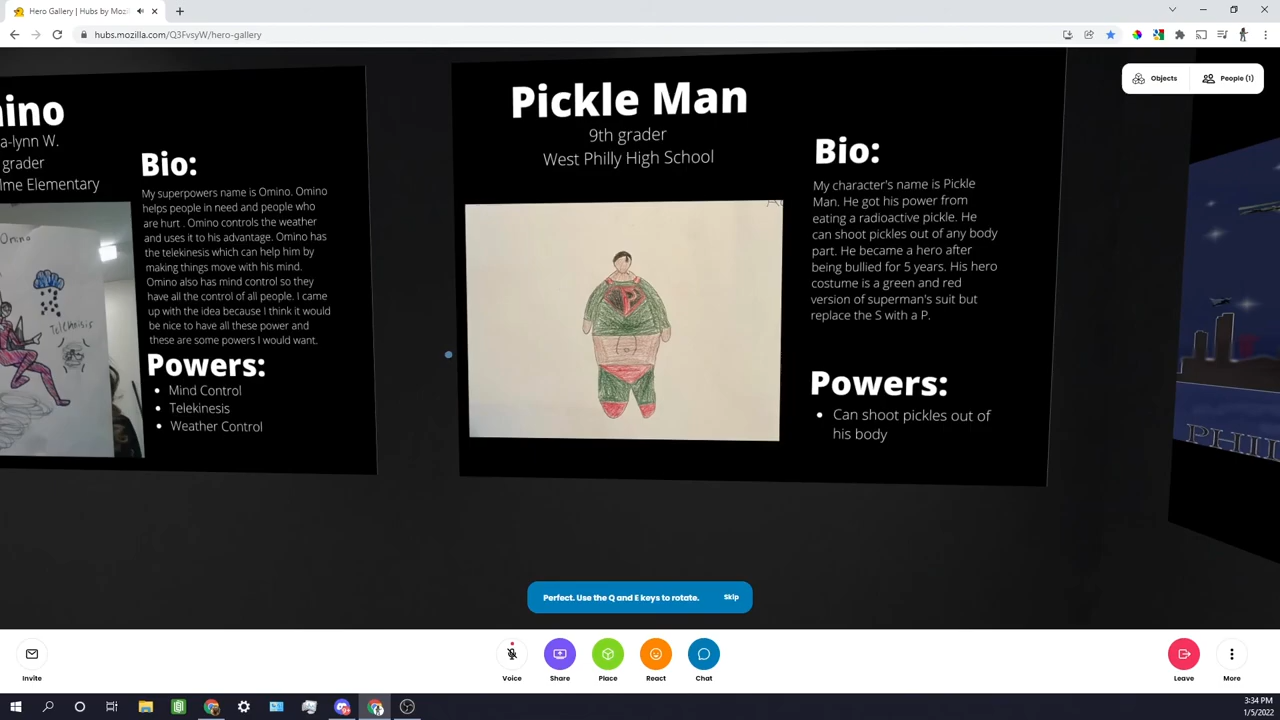 Hero Gallery | Hubs by Mozi
hubs.mozilla.com/Q3FvsyW/hero-gallery
Objects
People (1)
ino
a-lynn W.
grader
lme Elementary
Bio:
My superpowers name is Omino. Omino
helps people in need and people who
are hurt . Omino controls the weather
and uses it to his advantage. Omino has
the telekinesis which can help him by
making things move with his mind.
Omino also has mind control so they
have all the control of all people. I came
up with the idea because I think it would
be nice to have all these power and
these are some powers I would want.
Powers:
• Mind Control
• Telekinesis
• Weather Control
Omino
Telekinesis
Pickle Man
9th grader
West Philly High School
P
Bio:
My character's name is Pickle
Man. He got his power from
eating a radioactive pickle. He
can shoot pickles out of any body
part. He became a hero after
being bullied for 5 years. His hero
costume is a green and red
version of superman's suit but
replace the S with a P.
Powers:
• Can shoot pickles out of
his body
PHIL
Perfect. Use the Q and E keys to rotate.
Skip
Invite
Voice
Share
Place
React
Chat
Leave
More
3:34 PM
1/5/2022